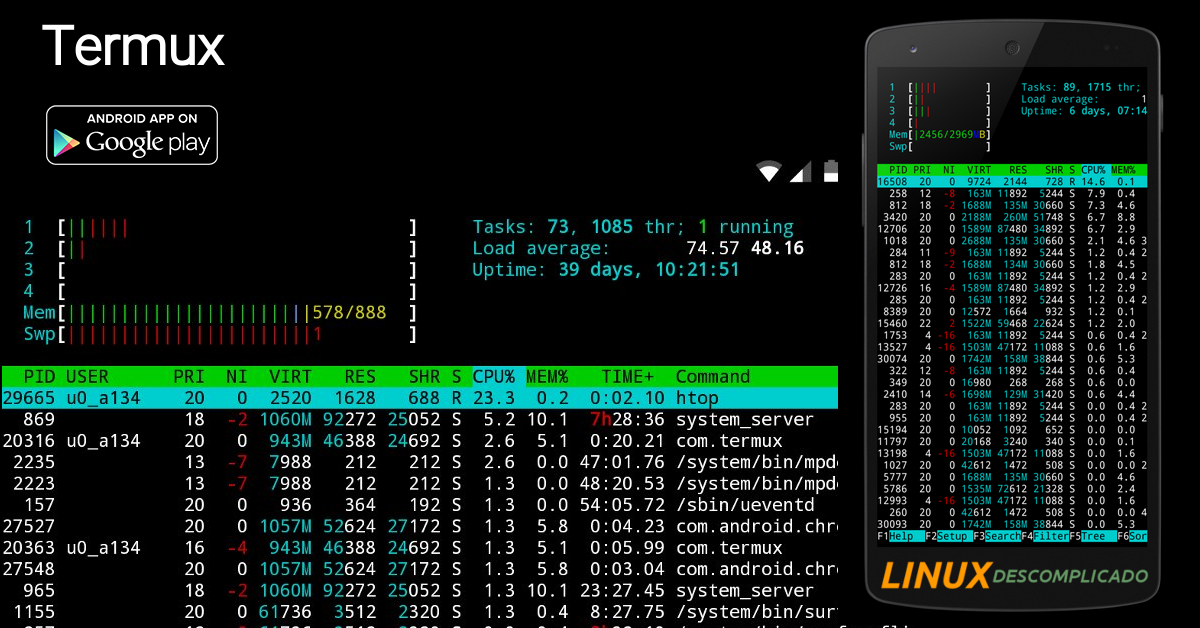 Termux
ANDROID APP ON
Google play
1 [||||||| ]
2 [|| ]
3 [ ]
4 [ ]
Mem[|||||||||||||||||||||||578/888 ]
Swp[|||||||||||||||||||||||1 ]
Tasks: 73, 1085 thr; 1 running
Load average: 74.57 48.16
Uptime: 39 days, 10:21:51
PID USER PRI NI VIRT RES SHR S CPU% MEM% TIME+ Command
29665 u0_a134 20 0 2520 1628 688 R 23.3 0.2 0:02.10 htop
869 18 -2 1060M 92272 25052 S 5.2 10.1 7h28:36 system_server
20316 u0_a134 20 0 943M 46388 24692 S 2.6 5.1 0:20.21 com.termux
2235 13 -7 7988 212 212 S 2.6 0.0 47:01.76 /system/bin/mpd
2223 13 -7 7988 212 212 S 1.3 0.0 48:20.53 /system/bin/mpd
157 20 0 936 364 192 S 1.3 0.0 54:05.72 /sbin/ueventd
27527 20 0 1057M 52624 27172 S 1.3 5.8 0:04.23 com.android.chr
20363 u0_a134 16 -4 943M 46388 24692 S 1.3 5.1 0:05.99 com.termux
27548 20 0 1057M 52624 27172 S 1.3 5.8 0:03.04 com.android.chr
965 18 -2 1060M 92272 25052 S 1.3 10.1 23:27.45 system_server
1155 20 0 61736 3512 2320 S 1.3 0.4 8:27.75 /system/bin/sur
1 [|||| ]
2 [|| ]
3 [||| ]
4 [| ]
Mem[|2456/2969MB]
Swp[ ]
Tasks: 89, 1715 thr;
Load average: 1
Uptime: 6 days, 07:14
PID PRI NI VIRT RES SHR S CPU% MEM%
16508 20 0 9724 2144 728 R 14.6 0.1
258 12 -8 163M 11892 5244 S 7.9 0.4
812 18 -2 1688M 135M 30660 S 7.3 4.6
3420 20 0 2188M 260M 51748 S 6.7 8.8
12706 20 0 1589M 87480 34892 S 6.7 2.9
1018 20 0 2688M 135M 30660 S 2.1 4.6 3
284 11 -9 163M 11892 5244 S 1.2 0.4 2
812 18 -2 1688M 134M 30660 S 1.8 4.5
283 20 0 163M 11892 5244 S 1.2 0.4 2
12726 16 -4 1589M 87480 34892 S 1.2 2.9
285 20 0 163M 11892 5244 S 1.2 0.4 2
8389 20 0 12572 1664 932 S 1.2 0.1
15460 22 2 1522M 59468 22624 S 1.2 2.0
1753 4 -16 163M 11892 5244 S 0.6 0.4 2
13527 4 -16 1503M 47172 11088 S 0.6 1.6
30074 20 0 1742M 158M 38844 S 0.6 5.3
322 12 -8 163M 11892 5244 S 0.6 0.4
349 20 0 16980 268 268 S 0.6 0.0
2410 14 -6 1698M 129M 31420 S 0.6 4.4
283 20 0 163M 11892 5244 S 0.0 0.4 2
955 20 0 163M 11892 5244 S 0.0 0.4 2
15194 20 0 10052 1092 652 S 0.0 0.0
11797 20 0 20168 3240 340 S 0.0 0.1
13198 4 -16 1503M 47172 11088 S 0.0 1.6
1027 20 0 42612 1472 508 S 0.0 0.0 2
5777 20 0 1688M 135M 30660 S 0.0 4.6
5786 20 0 1535M 72612 21328 S 0.0 2.4
12993 4 -16 1503M 47172 11088 S 0.0 1.6
260 20 0 42612 1472 508 S 0.0 0.0 4
30093 20 0 1742M 158M 38844 S 0.0 5.3
F1Help F2Setup F3SearchF4FilterF5Tree F6Sor
LINUX DESCOMPLICADO